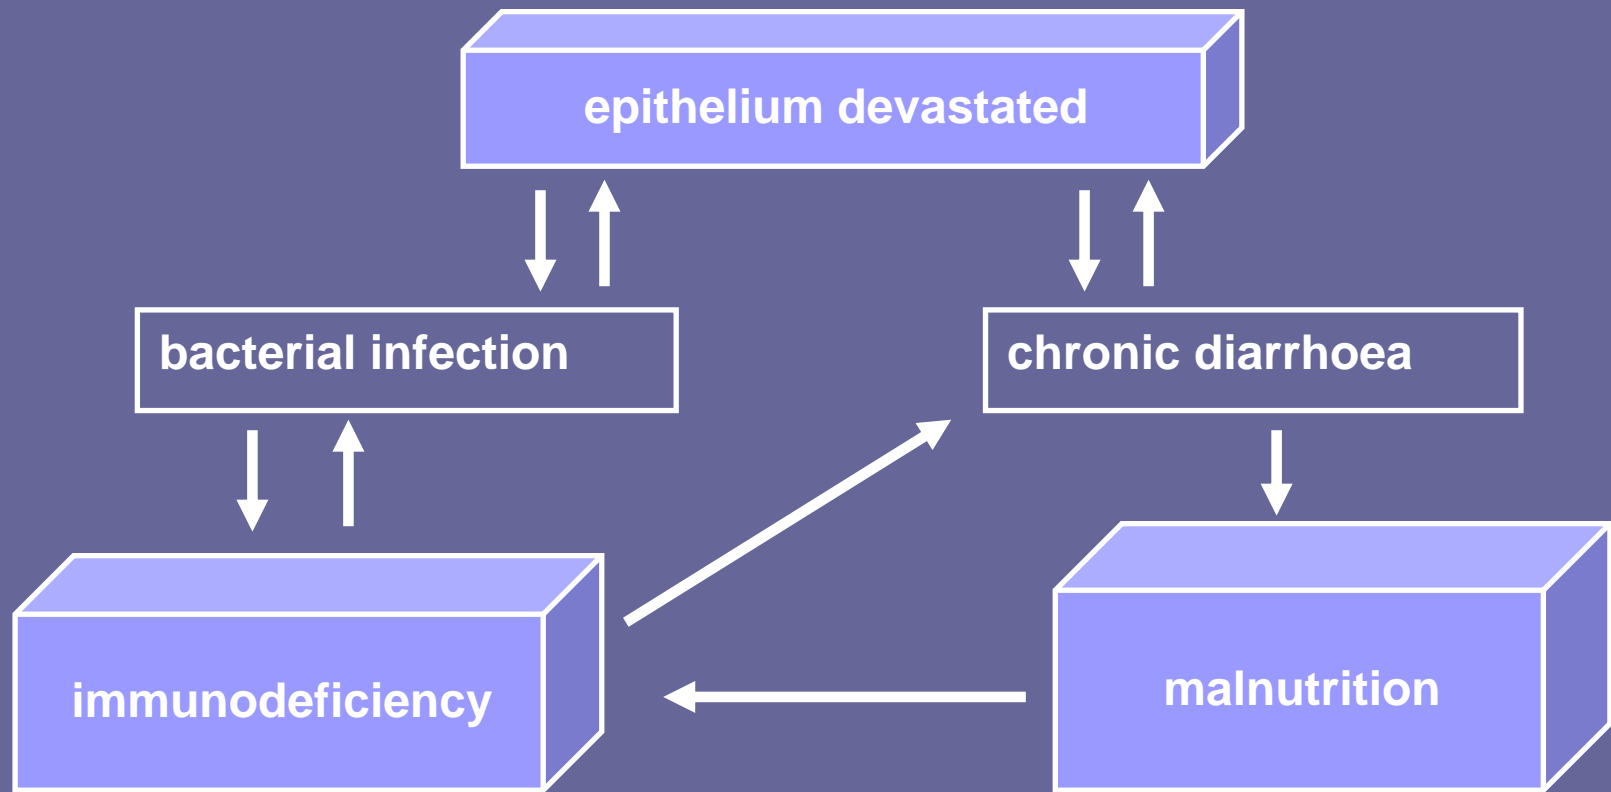 epithelium devastated
bacterial infection
chronic diarrhoea
immunodeficiency
malnutrition